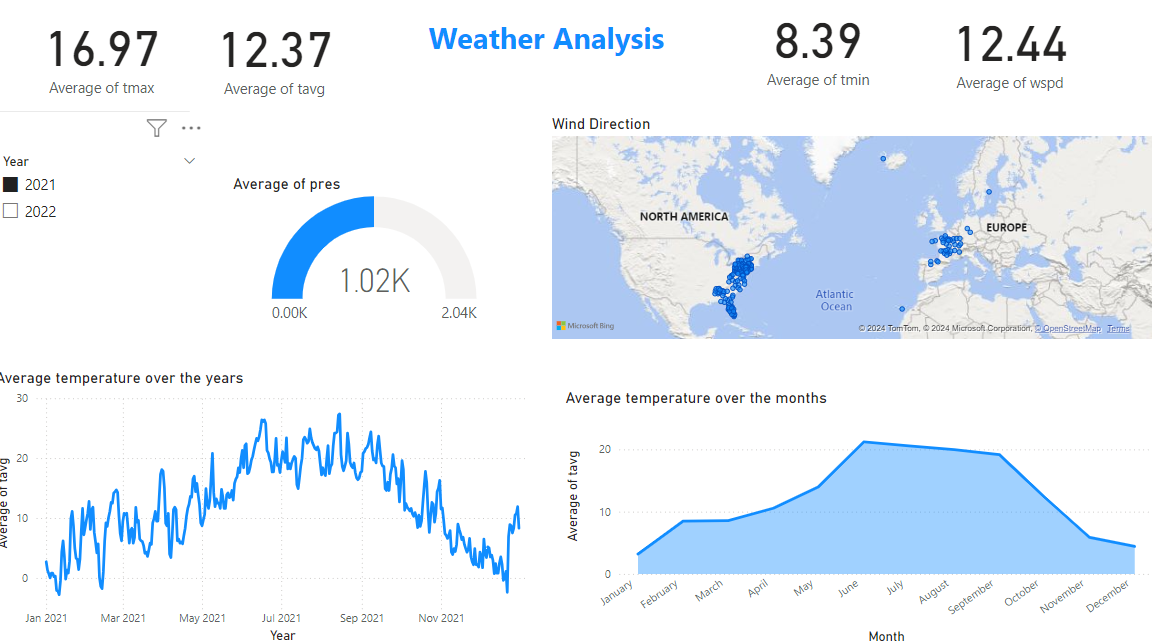 16.97
Average of tmax
12.37
Average of tavg
Weather Analysis
8.39
Average of tmin
12.44
Average of wspd
Year
2021
2022
Average of pres
1.02K
0.00K
2.04K
Wind Direction
NORTH AMERICA
EUROPE
Atlantic
Ocean
Microsoft Bing
© 2024 TomTom, © 2024 Microsoft Corporation, © OpenStreetMap Terms
Average temperature over the years
Average of tavg
30
20
10
0
Jan 2021 Mar 2021 May 2021 Jul 2021 Sep 2021 Nov 2021
Year
Average temperature over the months
Average of tavg
20
10
0
January February March April May June July August September October November December
Month